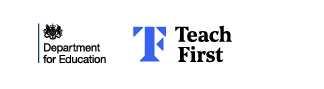 Department
for Education
Teach
First